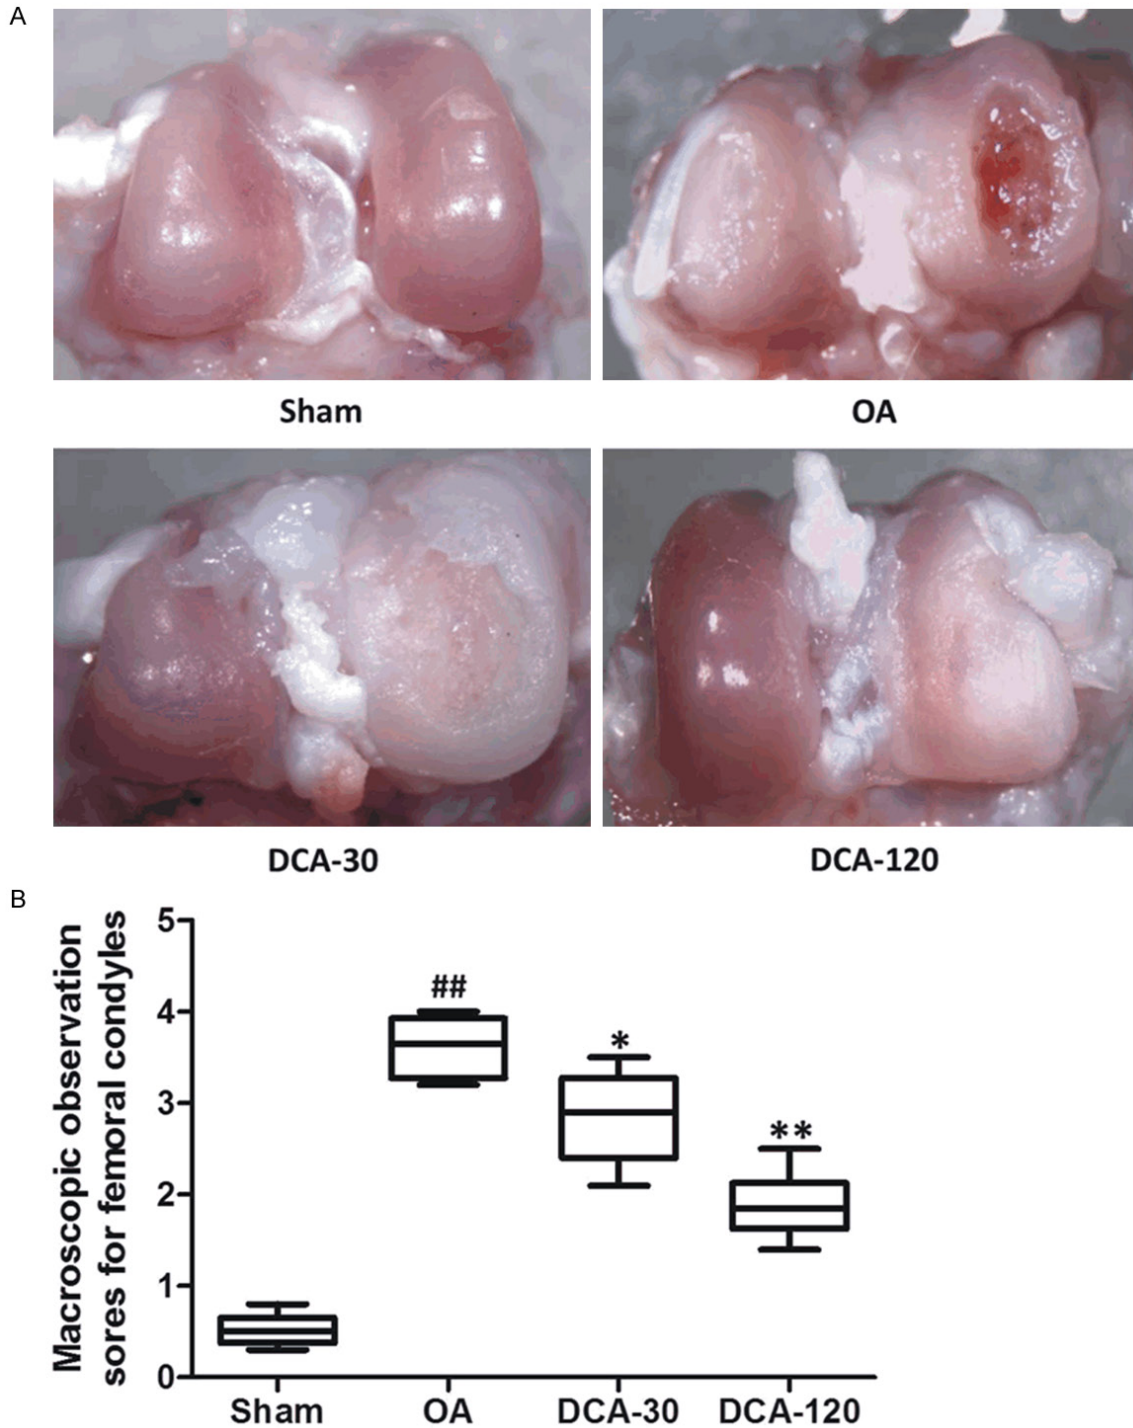 A
Sham
OA
DCA-30
DCA-120
B
Macroscopic observation
sores for femoral condyles
5
4
3
2
1
0
##
*
**
Sham
OA
DCA-30
DCA-120